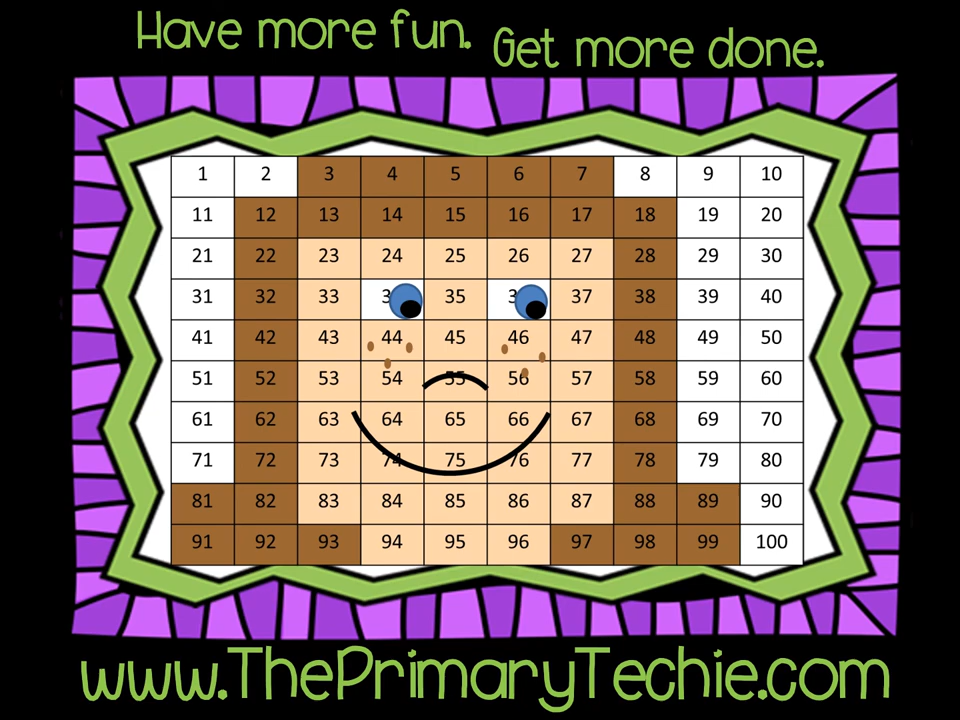 Have more fun. Get more done.
1 2 3 4 5 6 7 8 9 10
11 12 13 14 15 16 17 18 19 20
21 22 23 24 25 26 27 28 29 30
31 32 33 35 37 38 39 40
41 42 43 44 45 46 47 48 49 50
51 52 53 54 55 56 57 58 59 60
61 62 63 64 65 66 67 68 69 70
71 72 73 74 75 76 77 78 79 80
81 82 83 84 85 86 87 88 89 90
91 92 93 94 95 96 97 98 99 100
www.ThePrimaryTechie.com